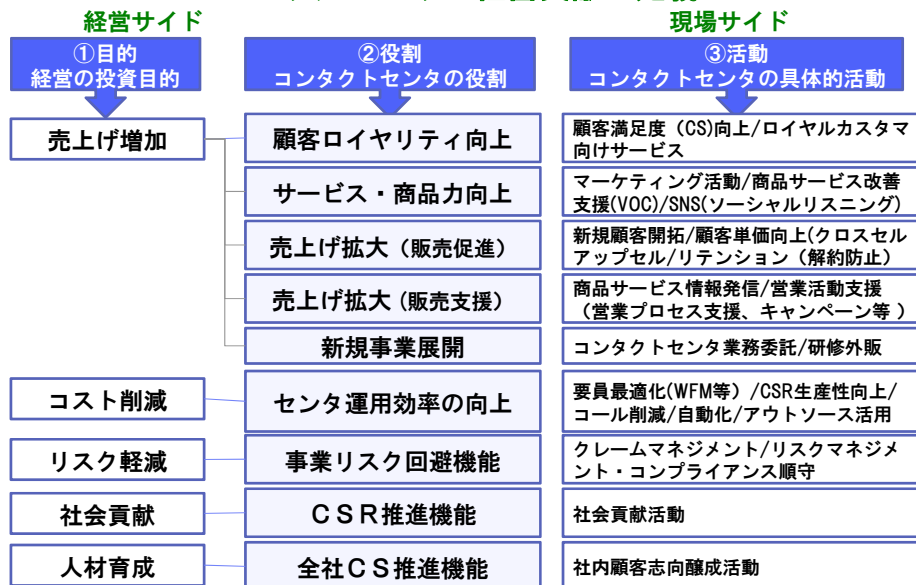 経営サイド
現場サイド
①目的
経営の投資目的
②役割
コンタクトセンタの役割
③活動
コンタクトセンタの具体的活動
売上げ増加
顧客ロイヤリティ向上
顧客満足度（CS)向上/ロイヤルカスタマ
向けサービス
サービス・商品力向上
マーケティング活動/商品サービス改善
支援(VOC)/SNS(ソーシャルリスニング)
売上げ拡大（販売促進）
新規顧客開拓/顧客単価向上(クロスセル
アップセル/リテンション（解約防止）
売上げ拡大（販売支援）
商品サービス情報発信/営業活動支援
（営業プロセス支援、キャンペーン等 ）
新規事業展開
コンタクトセンタ業務委託/研修外販
コスト削減
センタ運用効率の向上
要員最適化(WFM等）/CSR生産性向上/
コール削減/自動化/アウトソース活用
リスク軽減
事業リスク回避機能
クレームマネジメント/リスクマネジメ
ント・コンプライアンス順守
社会貢献
ＣＳＲ推進機能
社会貢献活動
人材育成
全社ＣＳ推進機能
社内顧客志向醸成活動